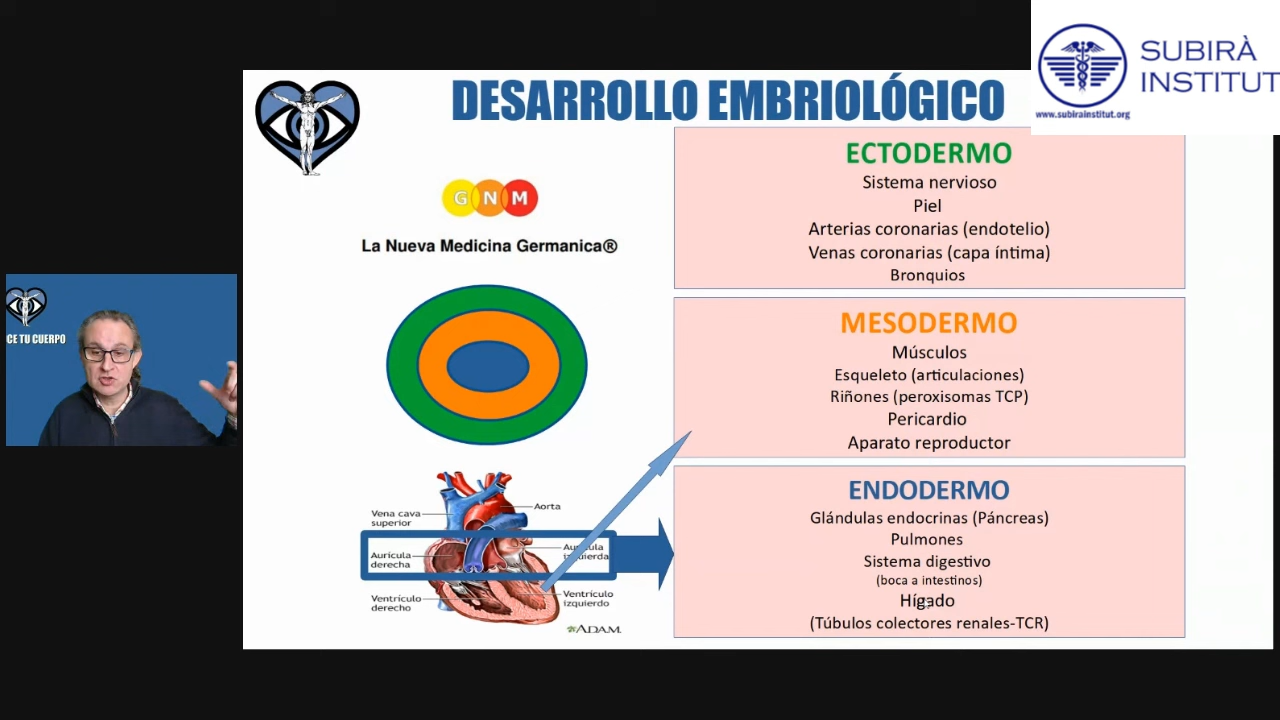 SUBIRÀ
INSTITUT
www.subirainstitut.org
DESARROLLO EMBRIOLÓGICO
GNM
La Nueva Medicina Germanica®
ECTODERMO
Sistema nervioso
Piel
Arterias coronarias (endotelio)
Venas coronarias (capa íntima)
Bronquios
MESODERMO
Músculos
Esqueleto (articulaciones)
Riñones (peroxisomas TCP)
Pericardio
Aparato reproductor
ENDODERMO
Glándulas endocrinas (Páncreas)
Pulmones
Sistema digestivo
(boca a intestinos)
Hígado
(Túbulos colectores renales-TCR)
Vena cava
superior
Aorta
Aurícula
derecha
Aurícula
izquierda
Ventrículo
derecho
Ventrículo
izquierdo
ADAM.
CE TU CUERPO